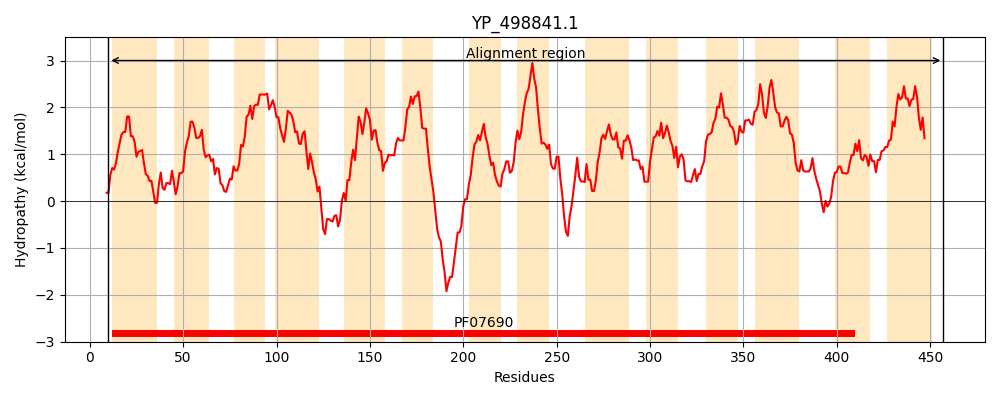 YP_498841.1
Alignment region
3
2
1
0
−1
−2
−3
Hydropathy (kcal/mol)
PF07690
0 50 100 150 200 250 300 350 400 450
Residues